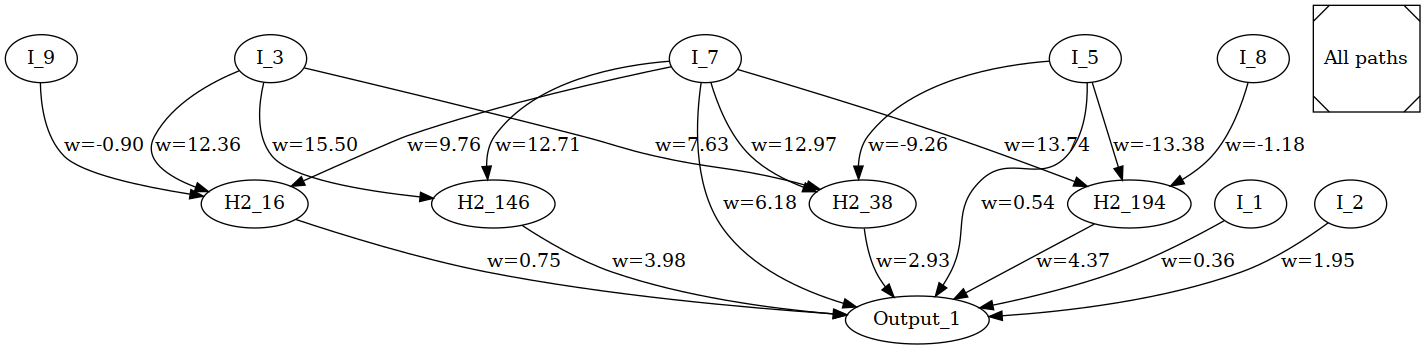 I_9
I_3
I_7
I_5
I_8
All paths
w=-0.90
w=12.36
w=15.50
w=9.76
w=12.71
w=7.63
w=12.97
w=-9.26
w=13.74
w=-13.38
w=-1.18
H2_16
H2_146
w=6.18
H2_38
w=0.54
H2_194
I_1
I_2
w=0.75
w=3.98
w=2.93
w=4.37
w=0.36
w=1.95
Output_1